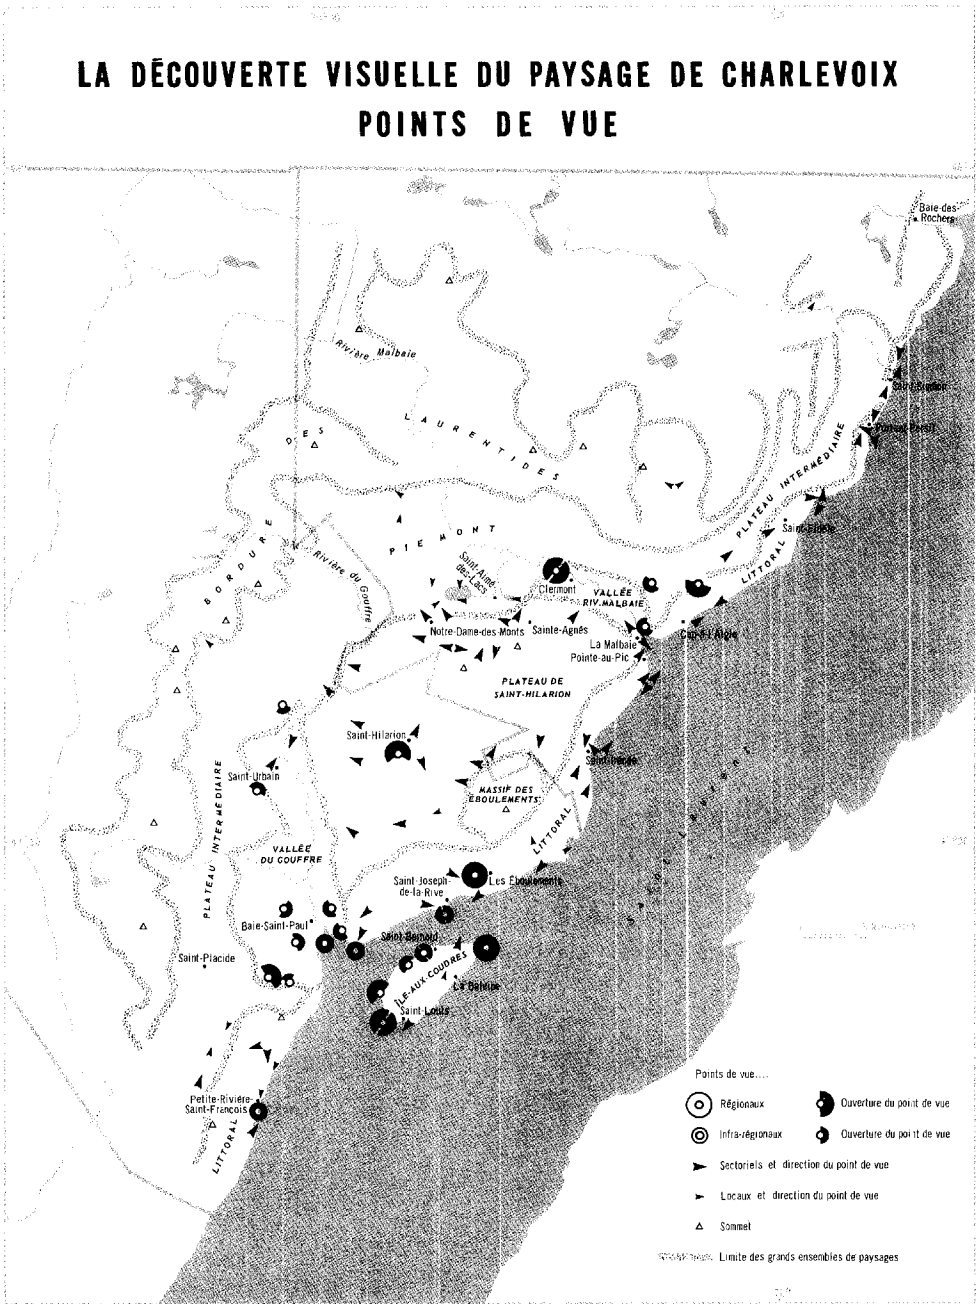 LA DÉCOUVERTE VISUELLE DU PAYSAGE DE CHARLEVOIX
POINTS DE VUE
Baie-des-
Rochers
Rivière Malbaie
DES
LAURENTIDES
BORDURE
PIEMONT
Rivière du Gouffre
PLATEAU INTERMÉDIAIRE
Saint-Aimé-
des-Lacs
Clermont
VALLÉE
RIV. MALBAIE
LITTORAL
Notre-Dame-des-Monts
Sainte-Agnès
La Malbaie
Pointe-au-Pic
Cap-à-l'Aigle
PLATEAU DE
SAINT-HILARION
Saint-Hilarion
Saint-Urbain
MASSIF DES
ÉBOULEMENTS
LITTORAL
PLATEAU INTERMÉDIAIRE
VALLÉE
DU GOUFFRE
Saint-Joseph-
de-la-Rive
Les Éboulements
Baie-Saint-Paul
Saint-Bernard
Saint-Placide
ÎLE-AUX-COUDRES
La Baleine
Saint-Louis
Petite-Rivière-
Saint-François
LITTORAL
Points de vue....
Régionaux
Ouverture du point de vue
Infra-régionaux
Ouverture du point de vue
Sectoriels et direction du point de vue
Locaux et direction du point de vue
Sommet
Limite des grands ensembles de paysages